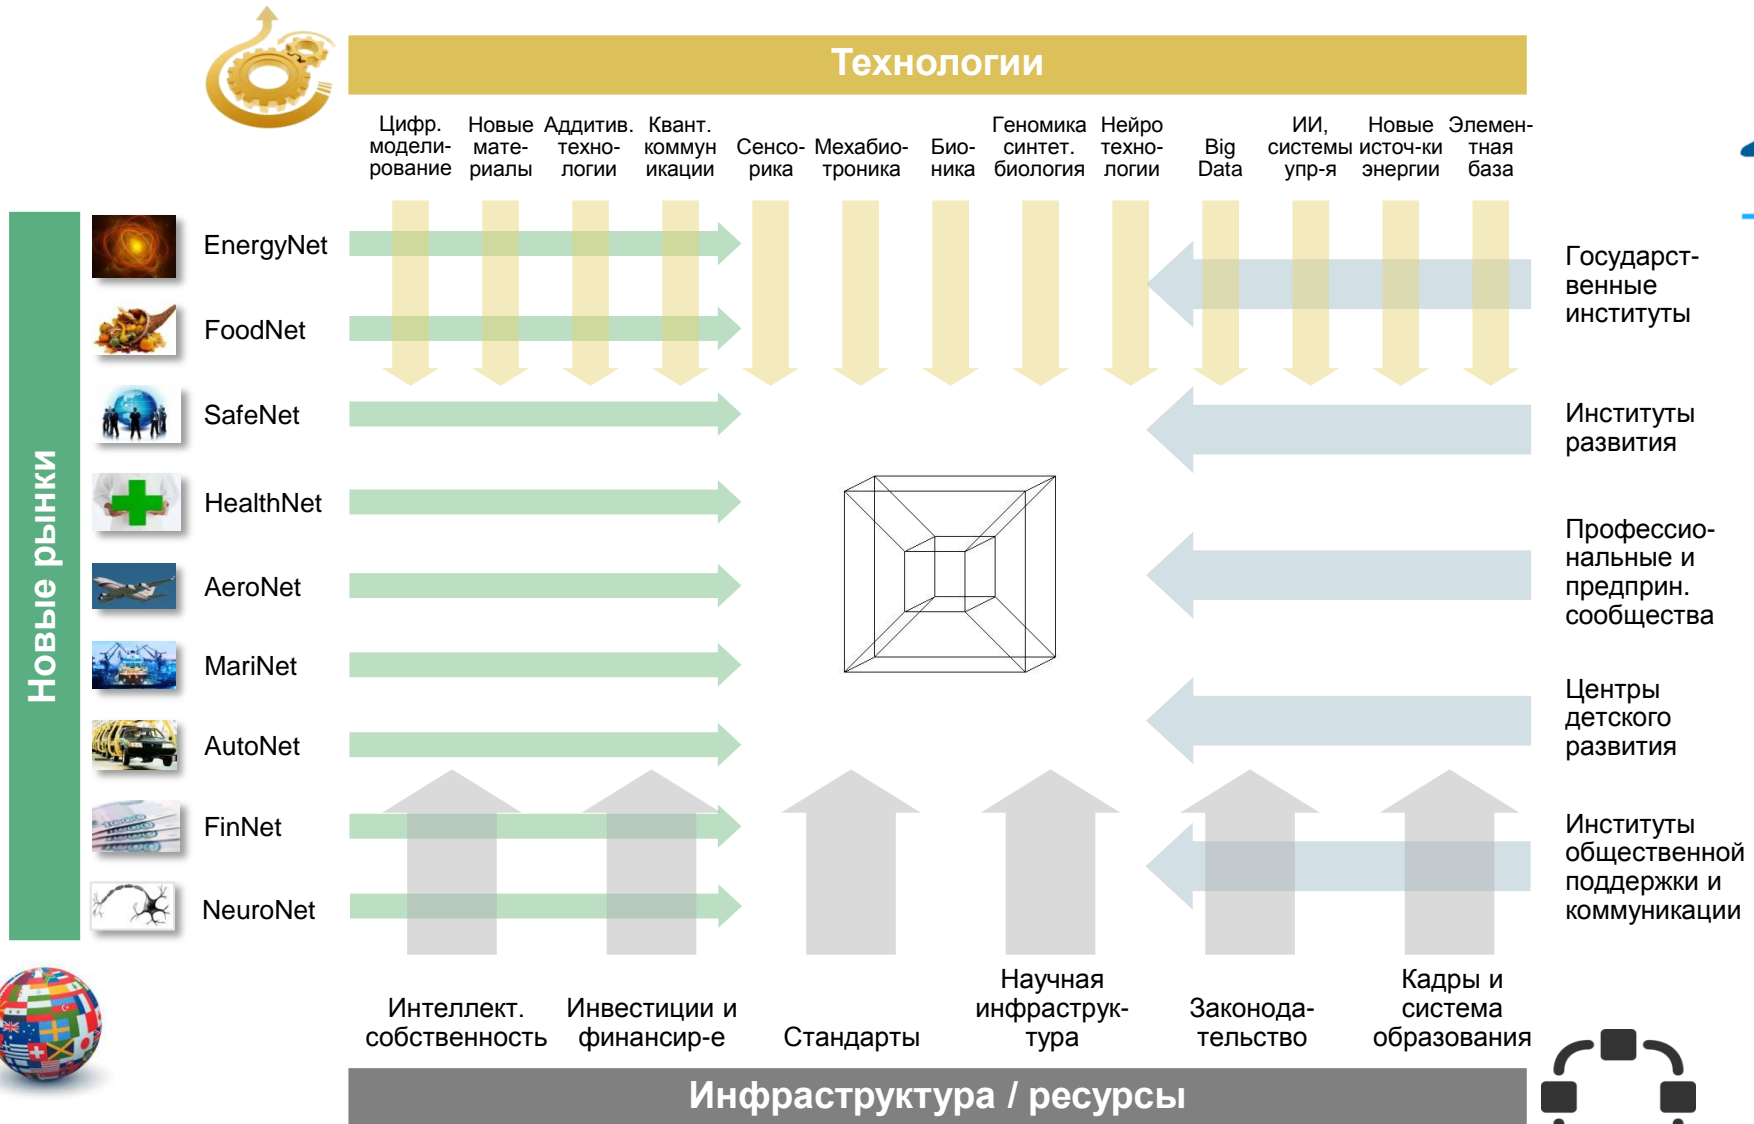 Технологии
Цифр.
модели-
рование
Новые
мате-
риалы
Аддитив.
техно-
логии
Квант.
коммун
икации
Сенсо-
рика
Мехабио-
троника
Био-
ника
Геномика
синтет.
биология
Нейро
техно-
логии
Big
Data
ИИ,
системы
упр-я
Новые
источ-ки
энергии
Элемен-
тная
база
Новые рынки
EnergyNet
FoodNet
SafeNet
HealthNet
AeroNet
MariNet
AutoNet
FinNet
NeuroNet
Государст-
венные
институты
Институты
развития
Профессио-
нальные и
предприн.
сообщества
Центры
детского
развития
Институты
общественной
поддержки и
коммуникации
Интеллект.
собственность
Инвестиции и
финансир-е
Стандарты
Научная
инфраструк-
тура
Законода-
тельство
Кадры и
система
образования
Инфраструктура / ресурсы